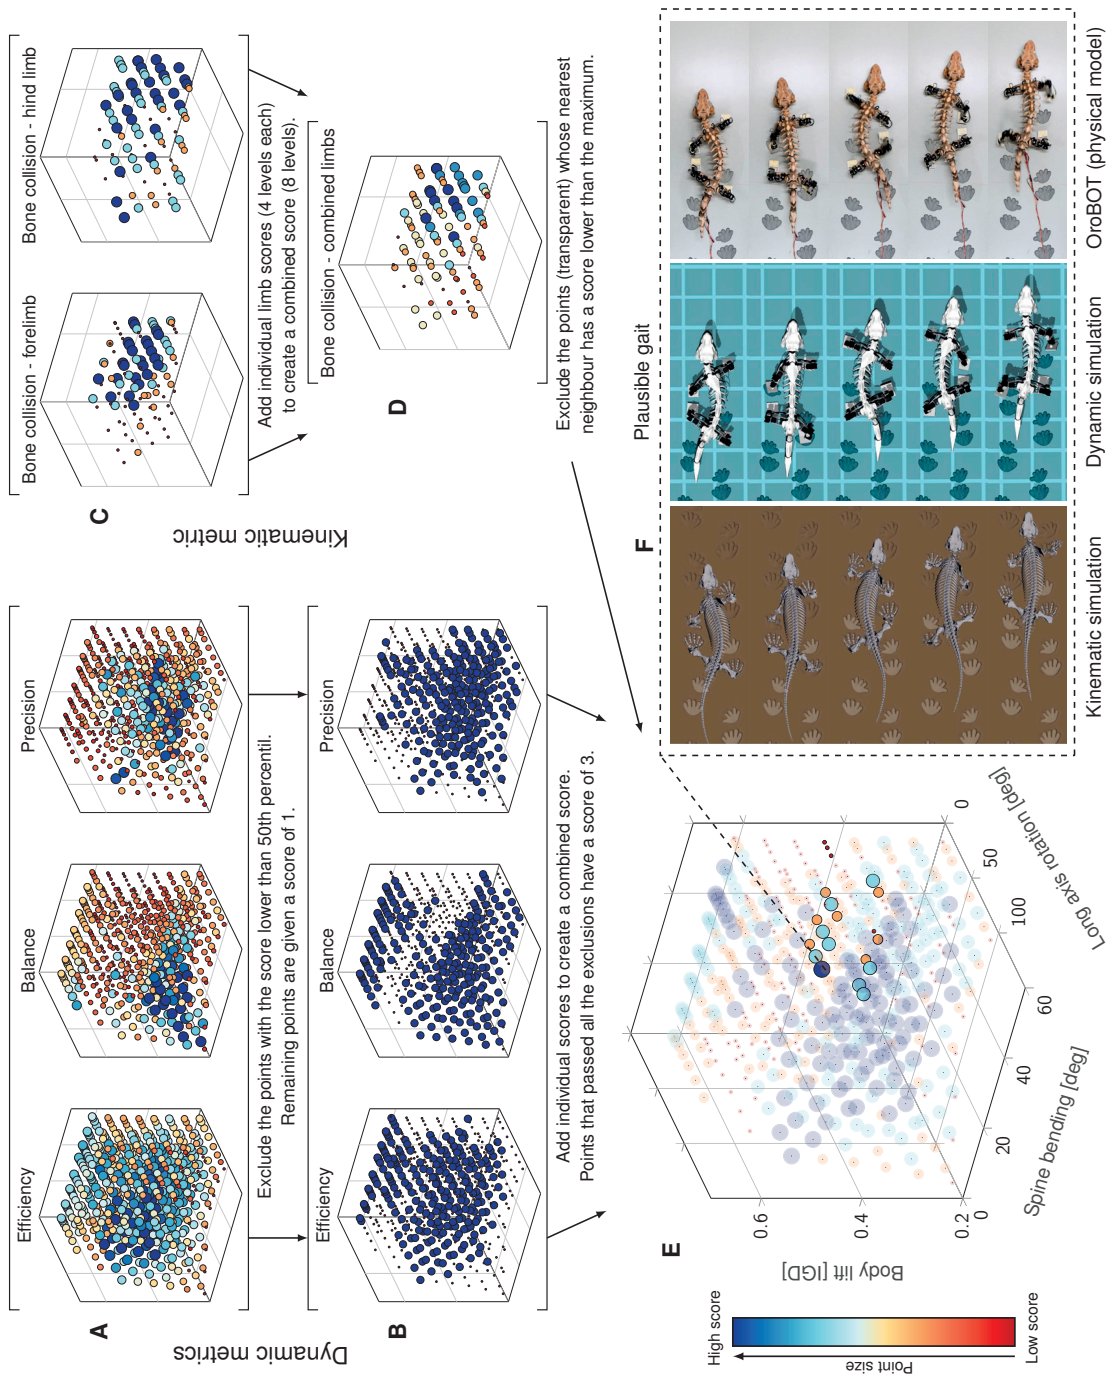 A
Dynamic metrics
Efficiency
Balance
Precision
Exclude the points with the score lower than 50th percentil.
Remaining points are given a score of 1.
B
Efficiency
Balance
Precision
Add individual scores to create a combined score.
Points that passed all the exclusions have a score of 3.
C
Kinematic metric
Bone collision - forelimb
Bone collision - hind limb
Add individual limb scores (4 levels each)
to create a combined score (8 levels).
D
Bone collision - combined limbs
Exclude the points (transparent) whose nearest
neighbour has a score lower than the maximum.
E
High score
Point size
Low score
Body lift [IGD]
0.6
0.4
0.2
0
20
40
60
Spine bending [deg]
100
50
0
Long axis rotation [deg]
F
Plausible gait
Kinematic simulation
Dynamic simulation
OroBOT (physical model)